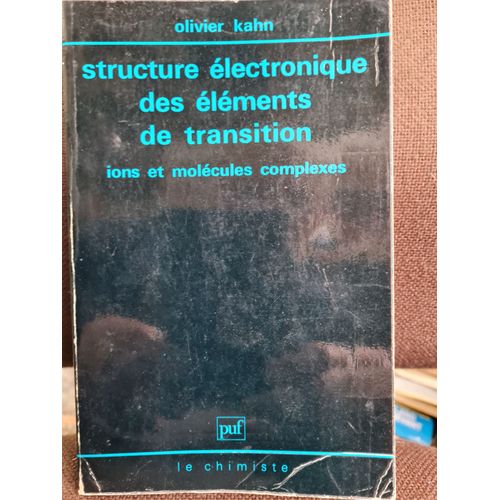 olivier kahn
structure électronique
des éléments
de transition
ions et molécules complexes
puf
le chimiste